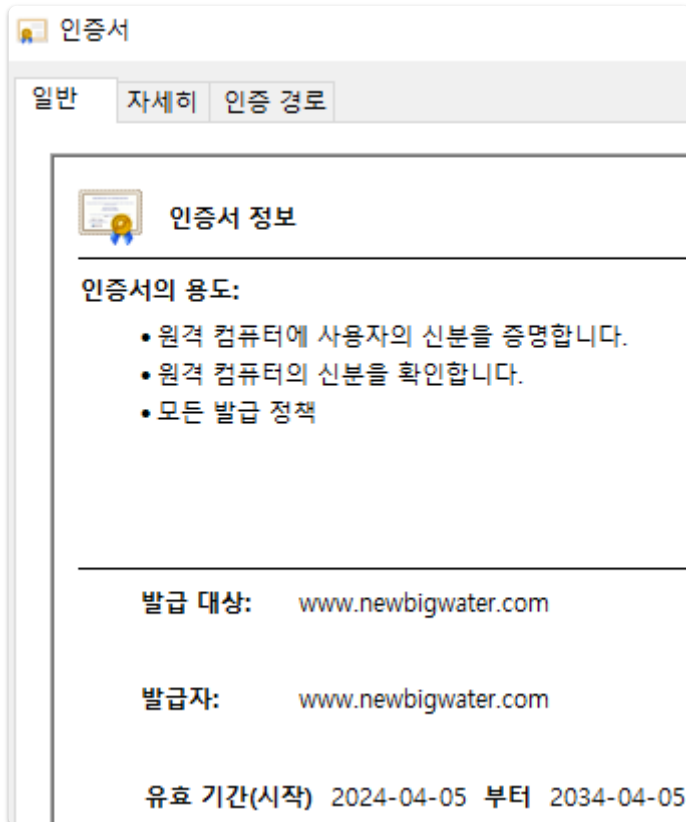 인증서
일반 자세히 인증 경로
인증서 정보
인증서의 용도:
• 원격 컴퓨터에 사용자의 신분을 증명합니다.
• 원격 컴퓨터의 신분을 확인합니다.
• 모든 발급 정책
발급 대상: www.newbigwater.com
발급자: www.newbigwater.com
유효 기간(시작) 2024-04-05 부터 2034-04-05